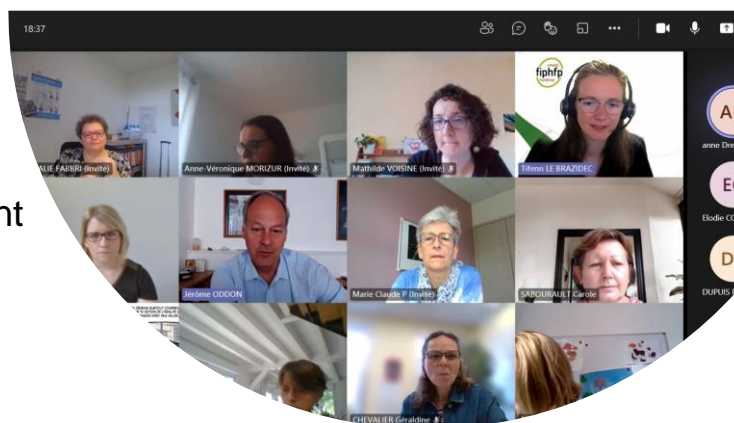 18:37
fiphfp
ALIE FABBRI (Invité)
Anne-Véronique MORIZUR (Invité)
Mathilde VOISINE (Invité)
Tifenn LE BRAZIDEC
anne Dre
nt
Jérôme ODDON
Marie Claude P (Invité)
SABOURAULT Carole
Elodie CO
DUPUIS
CHEVALIER Géraldine